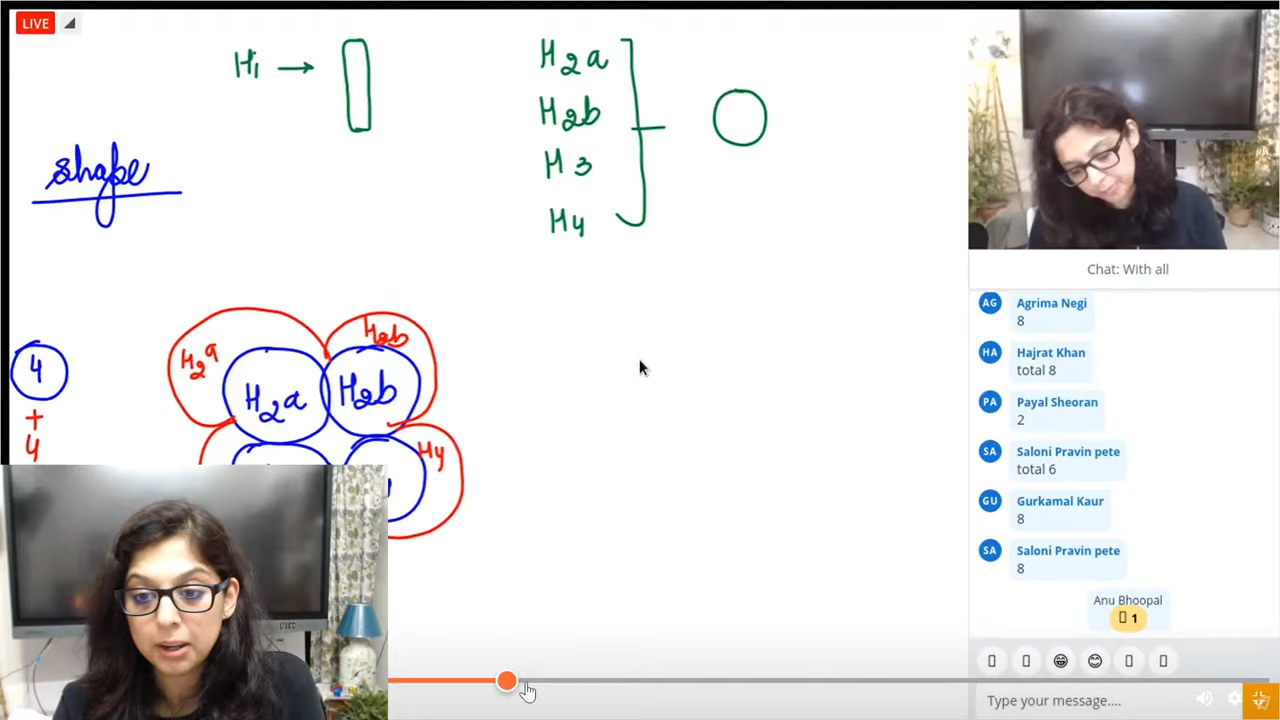 LIVE
H1 →
H2a
H2b
H3
H4
shape
H2a
H2b
4
H2a
H2b
+
4
H4
Chat: With all
AG
Agrima Negi
8
HA
Hajrat Khan
total 8
PA
Payal Sheoran
2
SA
Saloni Pravin pete
total 6
GU
Gurkamal Kaur
8
SA
Saloni Pravin pete
8
Anu Bhoopal
1
Type your message....